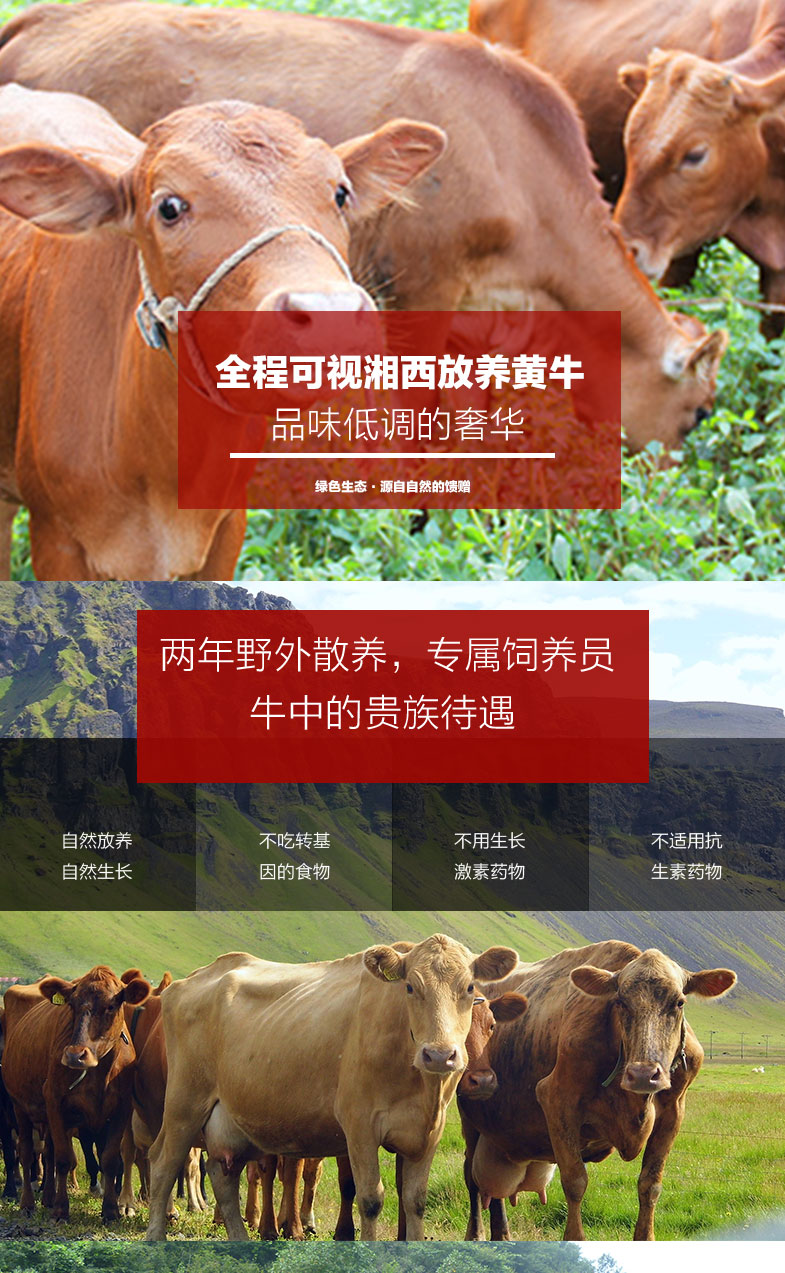 全程可视湘西放养黄牛
品味低调的奢华
绿色生态·源自自然的馈赠
两年野外散养，专属饲养员
牛中的贵族待遇
自然放养
自然生长
不吃转基
因的食物
不用生长
激素药物
不适用抗
生素药物